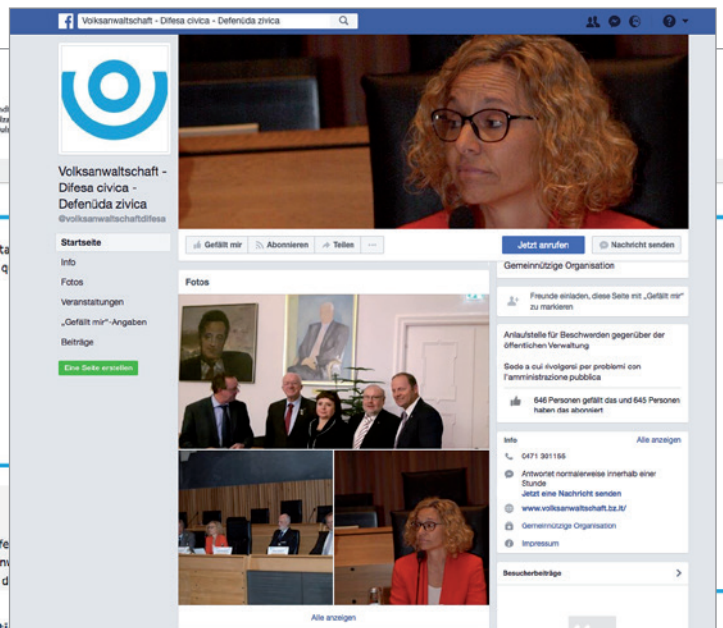 Volksanwaltschaft - Difesa civica - Defenüda zivica
Volksanwaltschaft -
Difesa civica -
Defenüda zivica
@volksanwaltschaftdifesa
Startseite
Info
Fotos
Veranstaltungen
„Gefällt mir“-Angaben
Beiträge
Eine Seite erstellen
Gefällt mir
Abonnieren
Teilen
Jetzt anrufen
Nachricht senden
Fotos
Alle anzeigen
Gemeinnützige Organisation
Freunde einladen, diese Seite mit „Gefällt mir“
zu markieren
Anlaufstelle für Beschwerden gegenüber der
öffentlichen Verwaltung
Sede a cui rivolgersi per problemi con
l'amministrazione pubblica
646 Personen gefällt das und 645 Personen
haben das abonniert
Info
Alle anzeigen
0471 301155
Antwortet normalerweise innerhalb einer
Stunde
Jetzt eine Nachricht senden
www.volksanwaltschaft.bz.it/
Gemeinnützige Organisation
Impressum
Besucherbeiträge